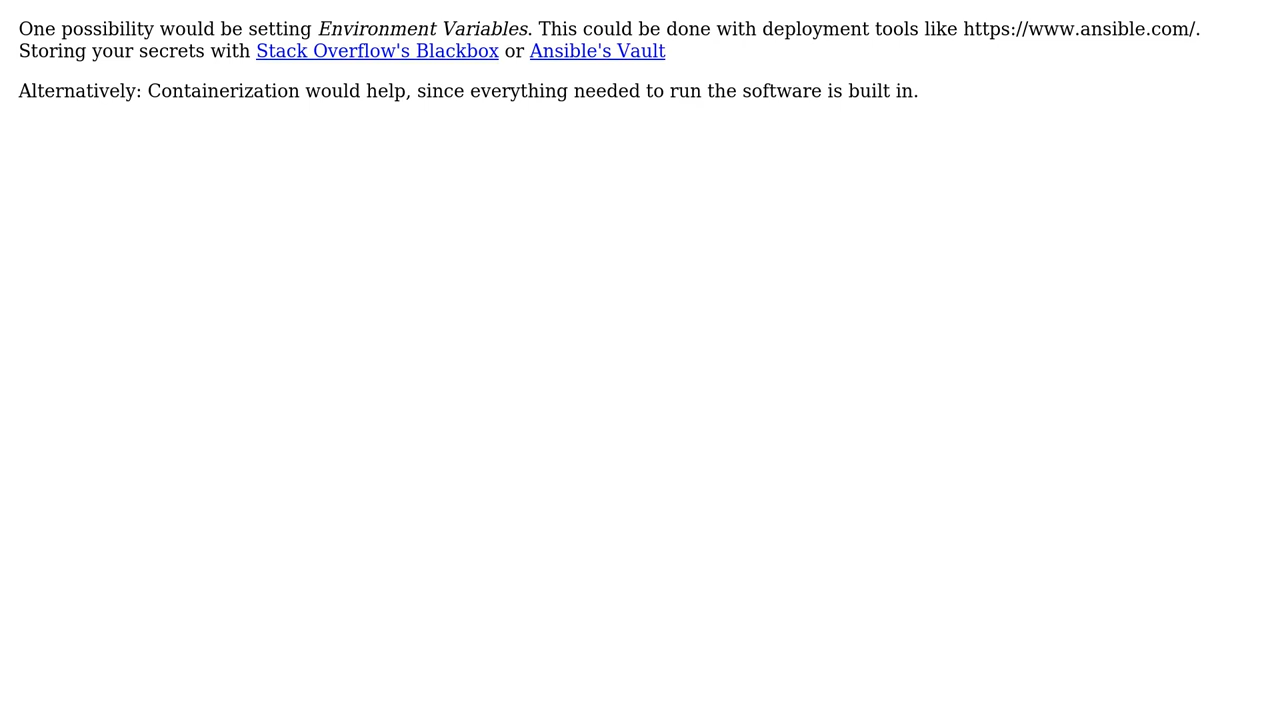 One possibility would be setting Environment Variables. This could be done with deployment tools like https://www.ansible.com/.
Storing your secrets with Stack Overflow's Blackbox or Ansible's Vault
Alternatively: Containerization would help, since everything needed to run the software is built in.